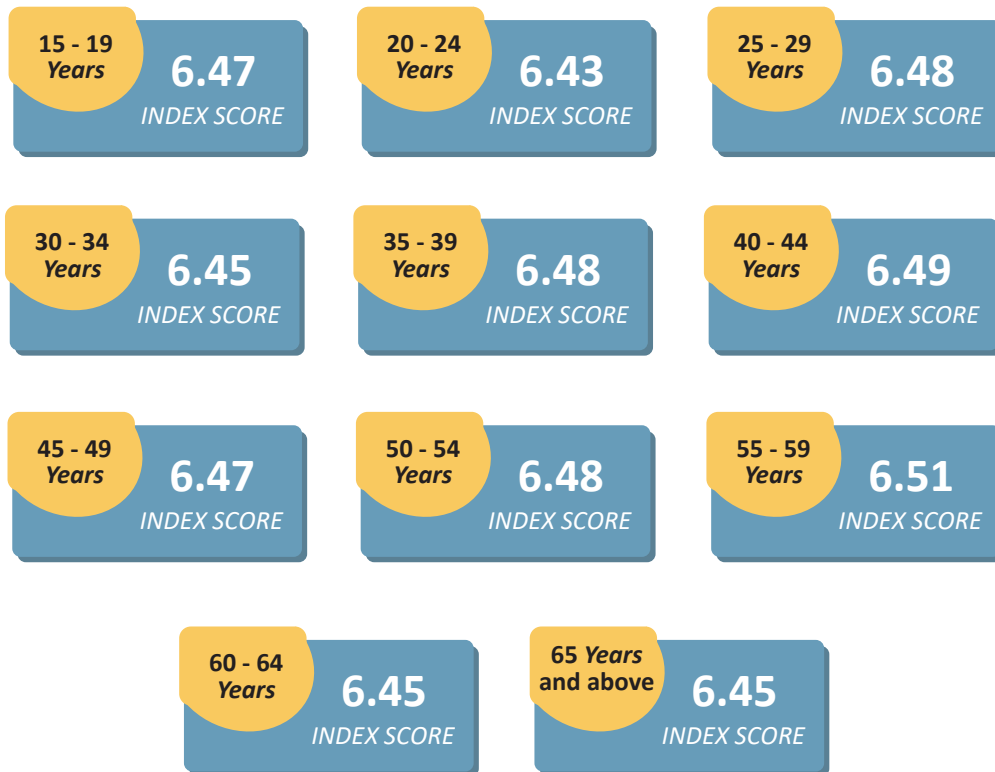 15 - 19
Years
6.47
INDEX SCORE
20 - 24
Years
6.43
INDEX SCORE
25 - 29
Years
6.48
INDEX SCORE
30 - 34
Years
6.45
INDEX SCORE
35 - 39
Years
6.48
INDEX SCORE
40 - 44
Years
6.49
INDEX SCORE
45 - 49
Years
6.47
INDEX SCORE
50 - 54
Years
6.48
INDEX SCORE
55 - 59
Years
6.51
INDEX SCORE
60 - 64
Years
6.45
INDEX SCORE
65 Years
and above
6.45
INDEX SCORE